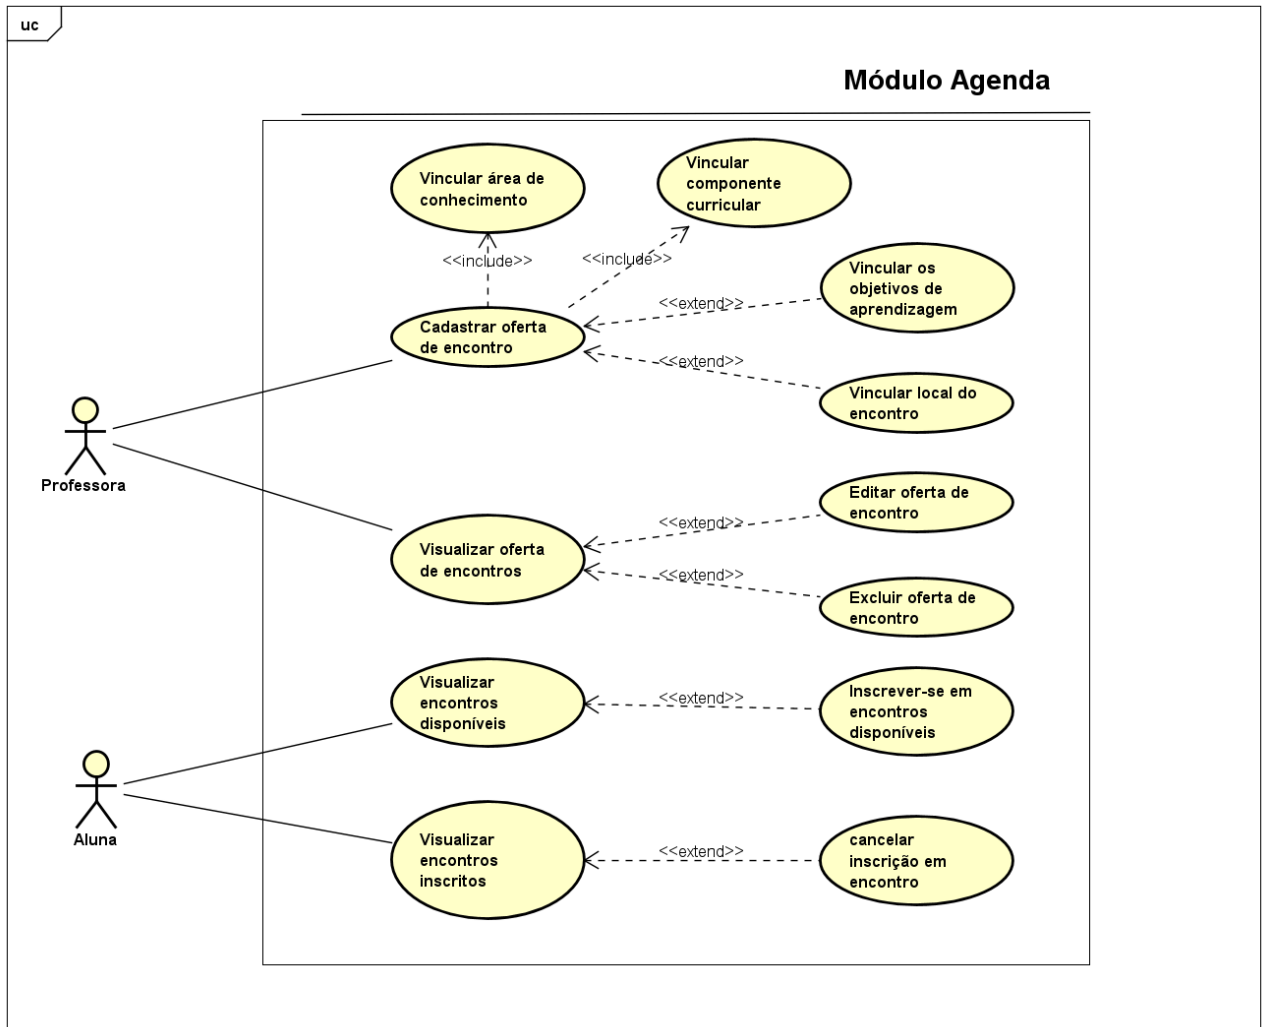 uc
Módulo Agenda
Vincular área de
conhecimento
Vincular
componente
curricular
<<include>>
<<include>>
Vincular os
objetivos de
aprendizagem
<<extend>>
Cadastrar oferta
de encontro
<<extend>>
Vincular local do
encontro
Professora
Editar oferta de
encontro
<<extend>>
Visualizar oferta
de encontros
<<extend>>
Excluir oferta de
encontro
Visualizar
encontros
disponíveis
<<extend>>
Inscrever-se em
encontros
disponíveis
Aluna
Visualizar
encontros
inscritos
<<extend>>
cancelar
inscrição em
encontro